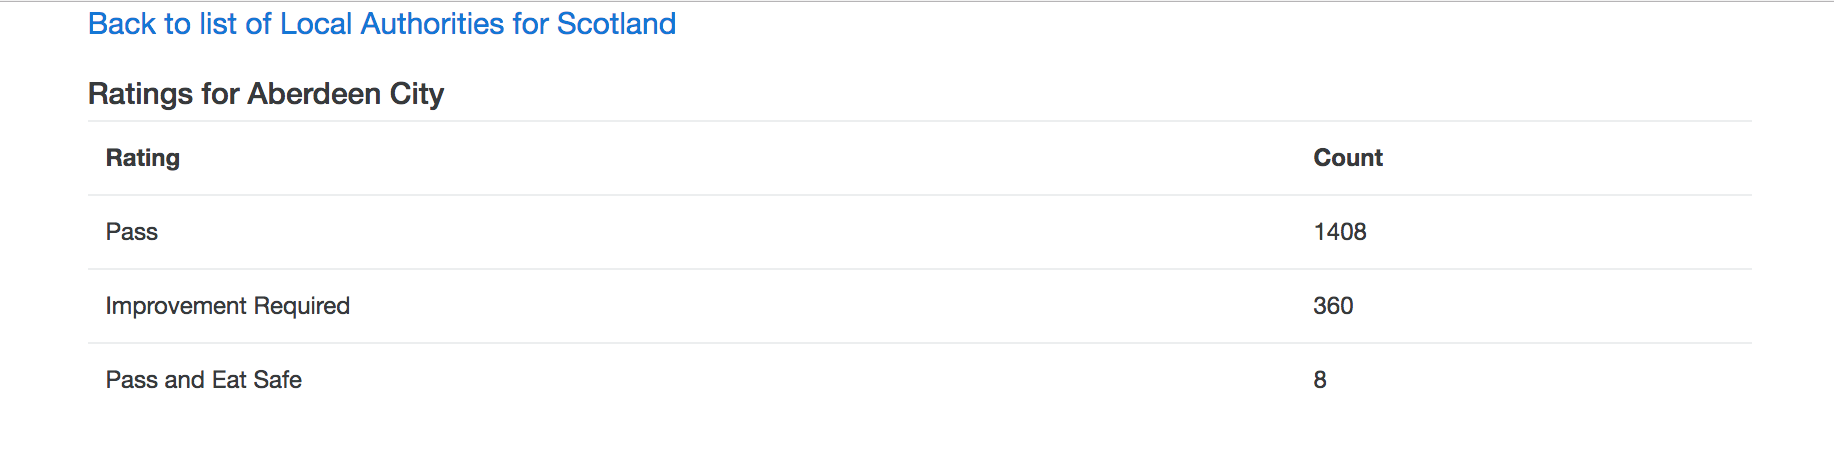 Back to list of Local Authorities for Scotland
Ratings for Aberdeen City
Rating Count
Pass 1408
Improvement Required 360
Pass and Eat Safe 8